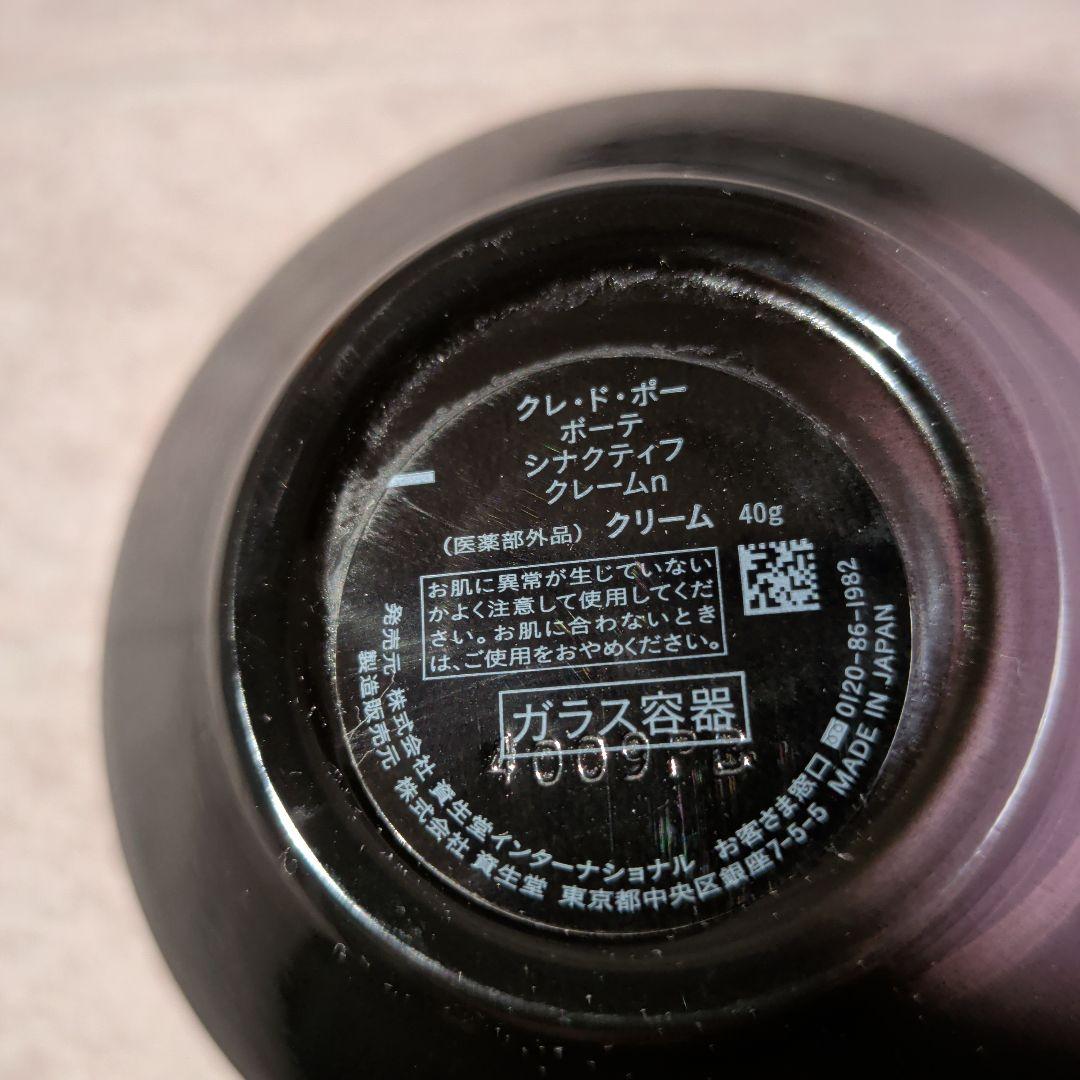 クレ・ド・ポー
ボーテ
シナクティフ
クレームn
(医薬部外品) クリーム 40g
お肌に異常が生じていない
かよく注意して使用してくだ
さい。お肌に合わないとき
は、ご使用をおやめください。
ガラス容器
発売元 株式会社 資生堂インターナショナル お客さま窓口 0120-86-1982
製造販売元 株式会社 資生堂 東京都中央区銀座7-5-5 MADE IN JAPAN